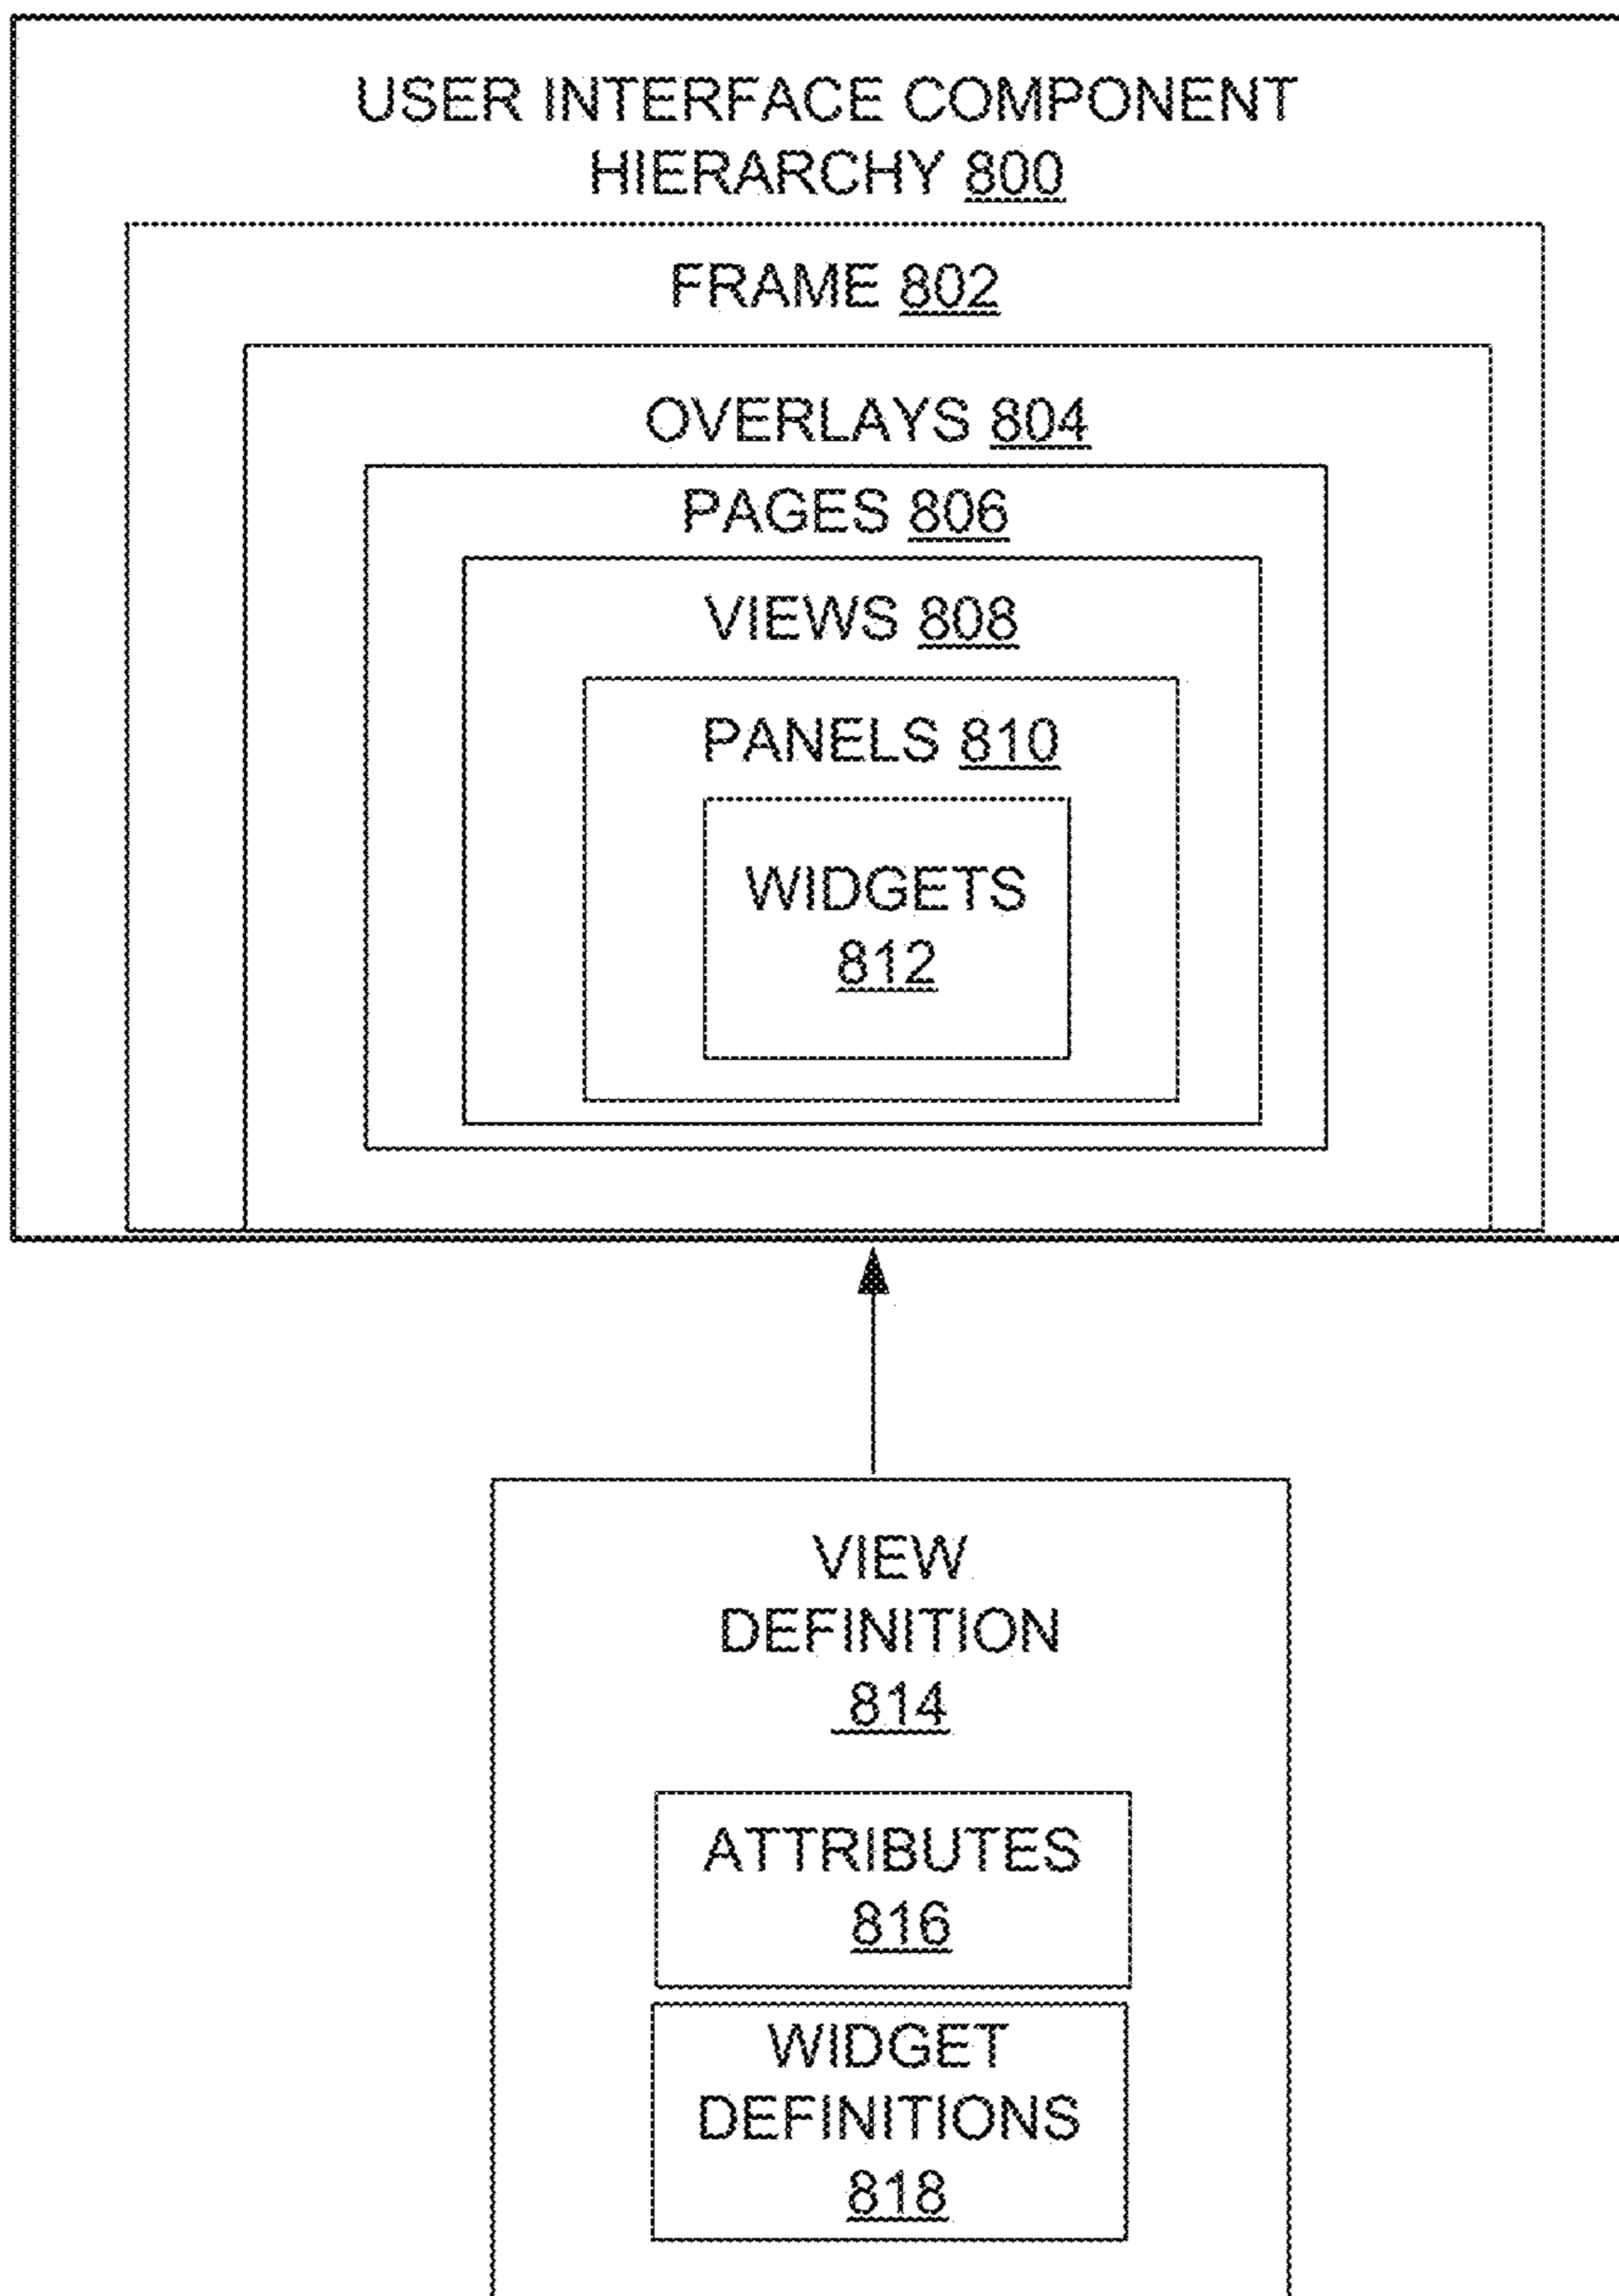 USER INTERFACE COMPONENT
HIERARCHY 800
FRAME 802
OVERLAYS 804
PAGES 806
VIEWS 808
PANELS 810
WIDGETS
812
VIEW
DEFINITION
814
ATTRIBUTES
816
WIDGET
DEFINITIONS
818